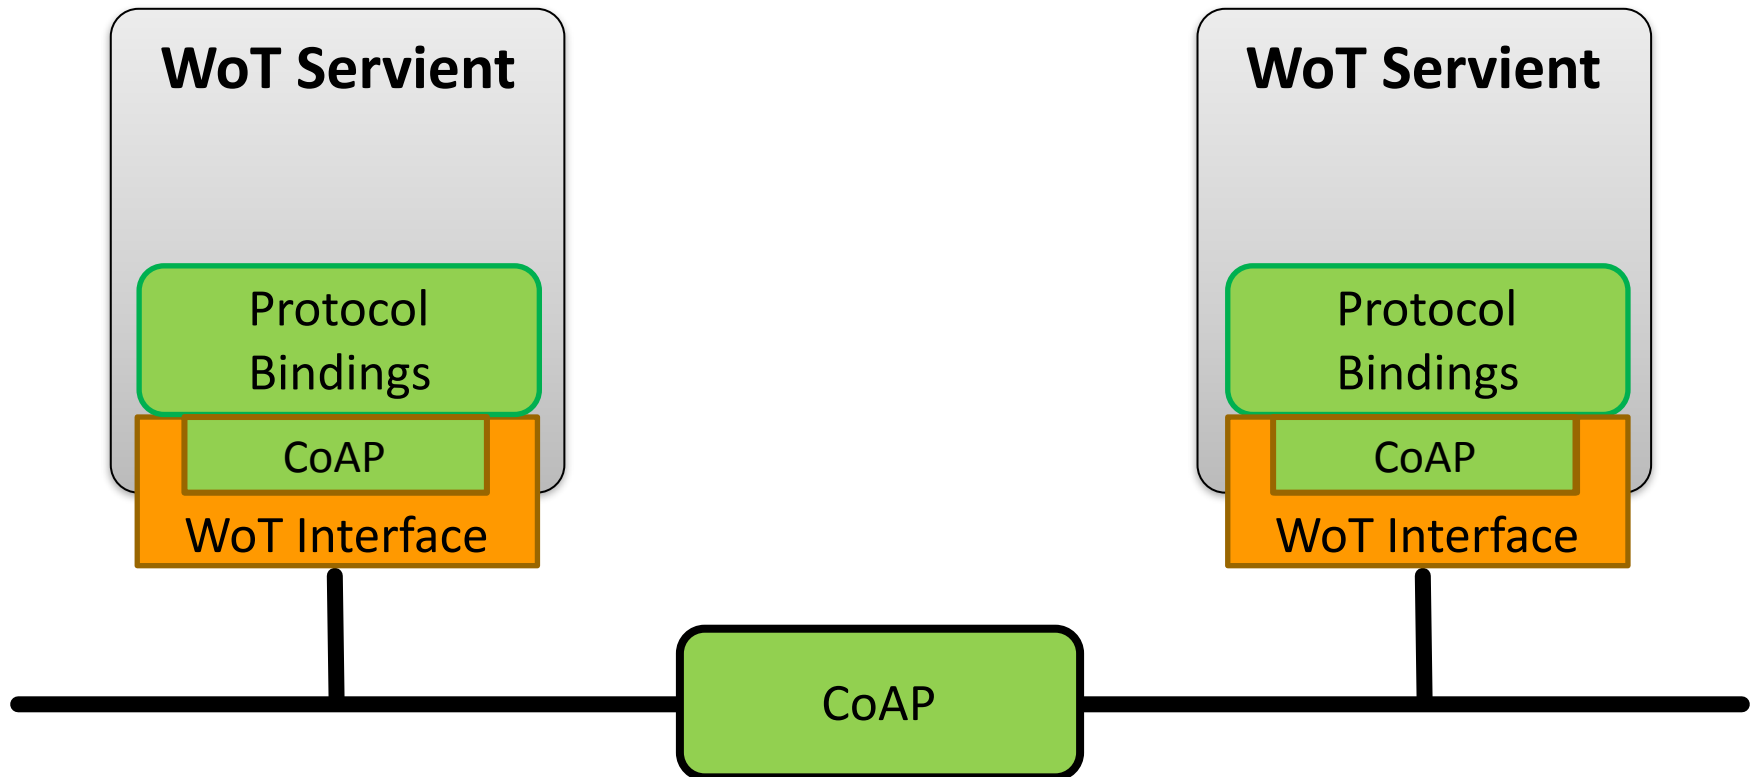 WoT Servient
Protocol
Bindings
CoAP
WoT Interface
WoT Servient
Protocol
Bindings
CoAP
WoT Interface
CoAP